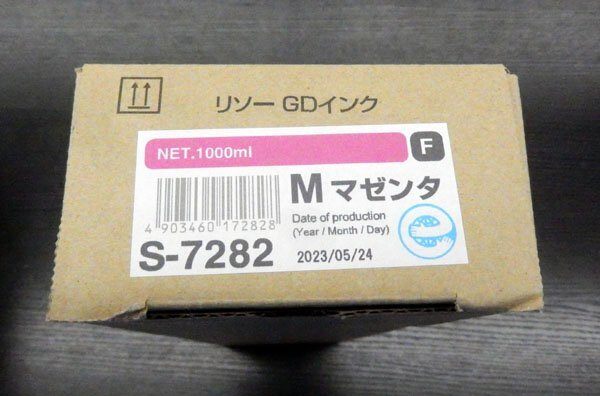 リソー GDインク
NET.1000ml
F
M マゼンタ
4 903460 172828
Date of production
(Year / Month / Day)
S-7282
2023/05/24